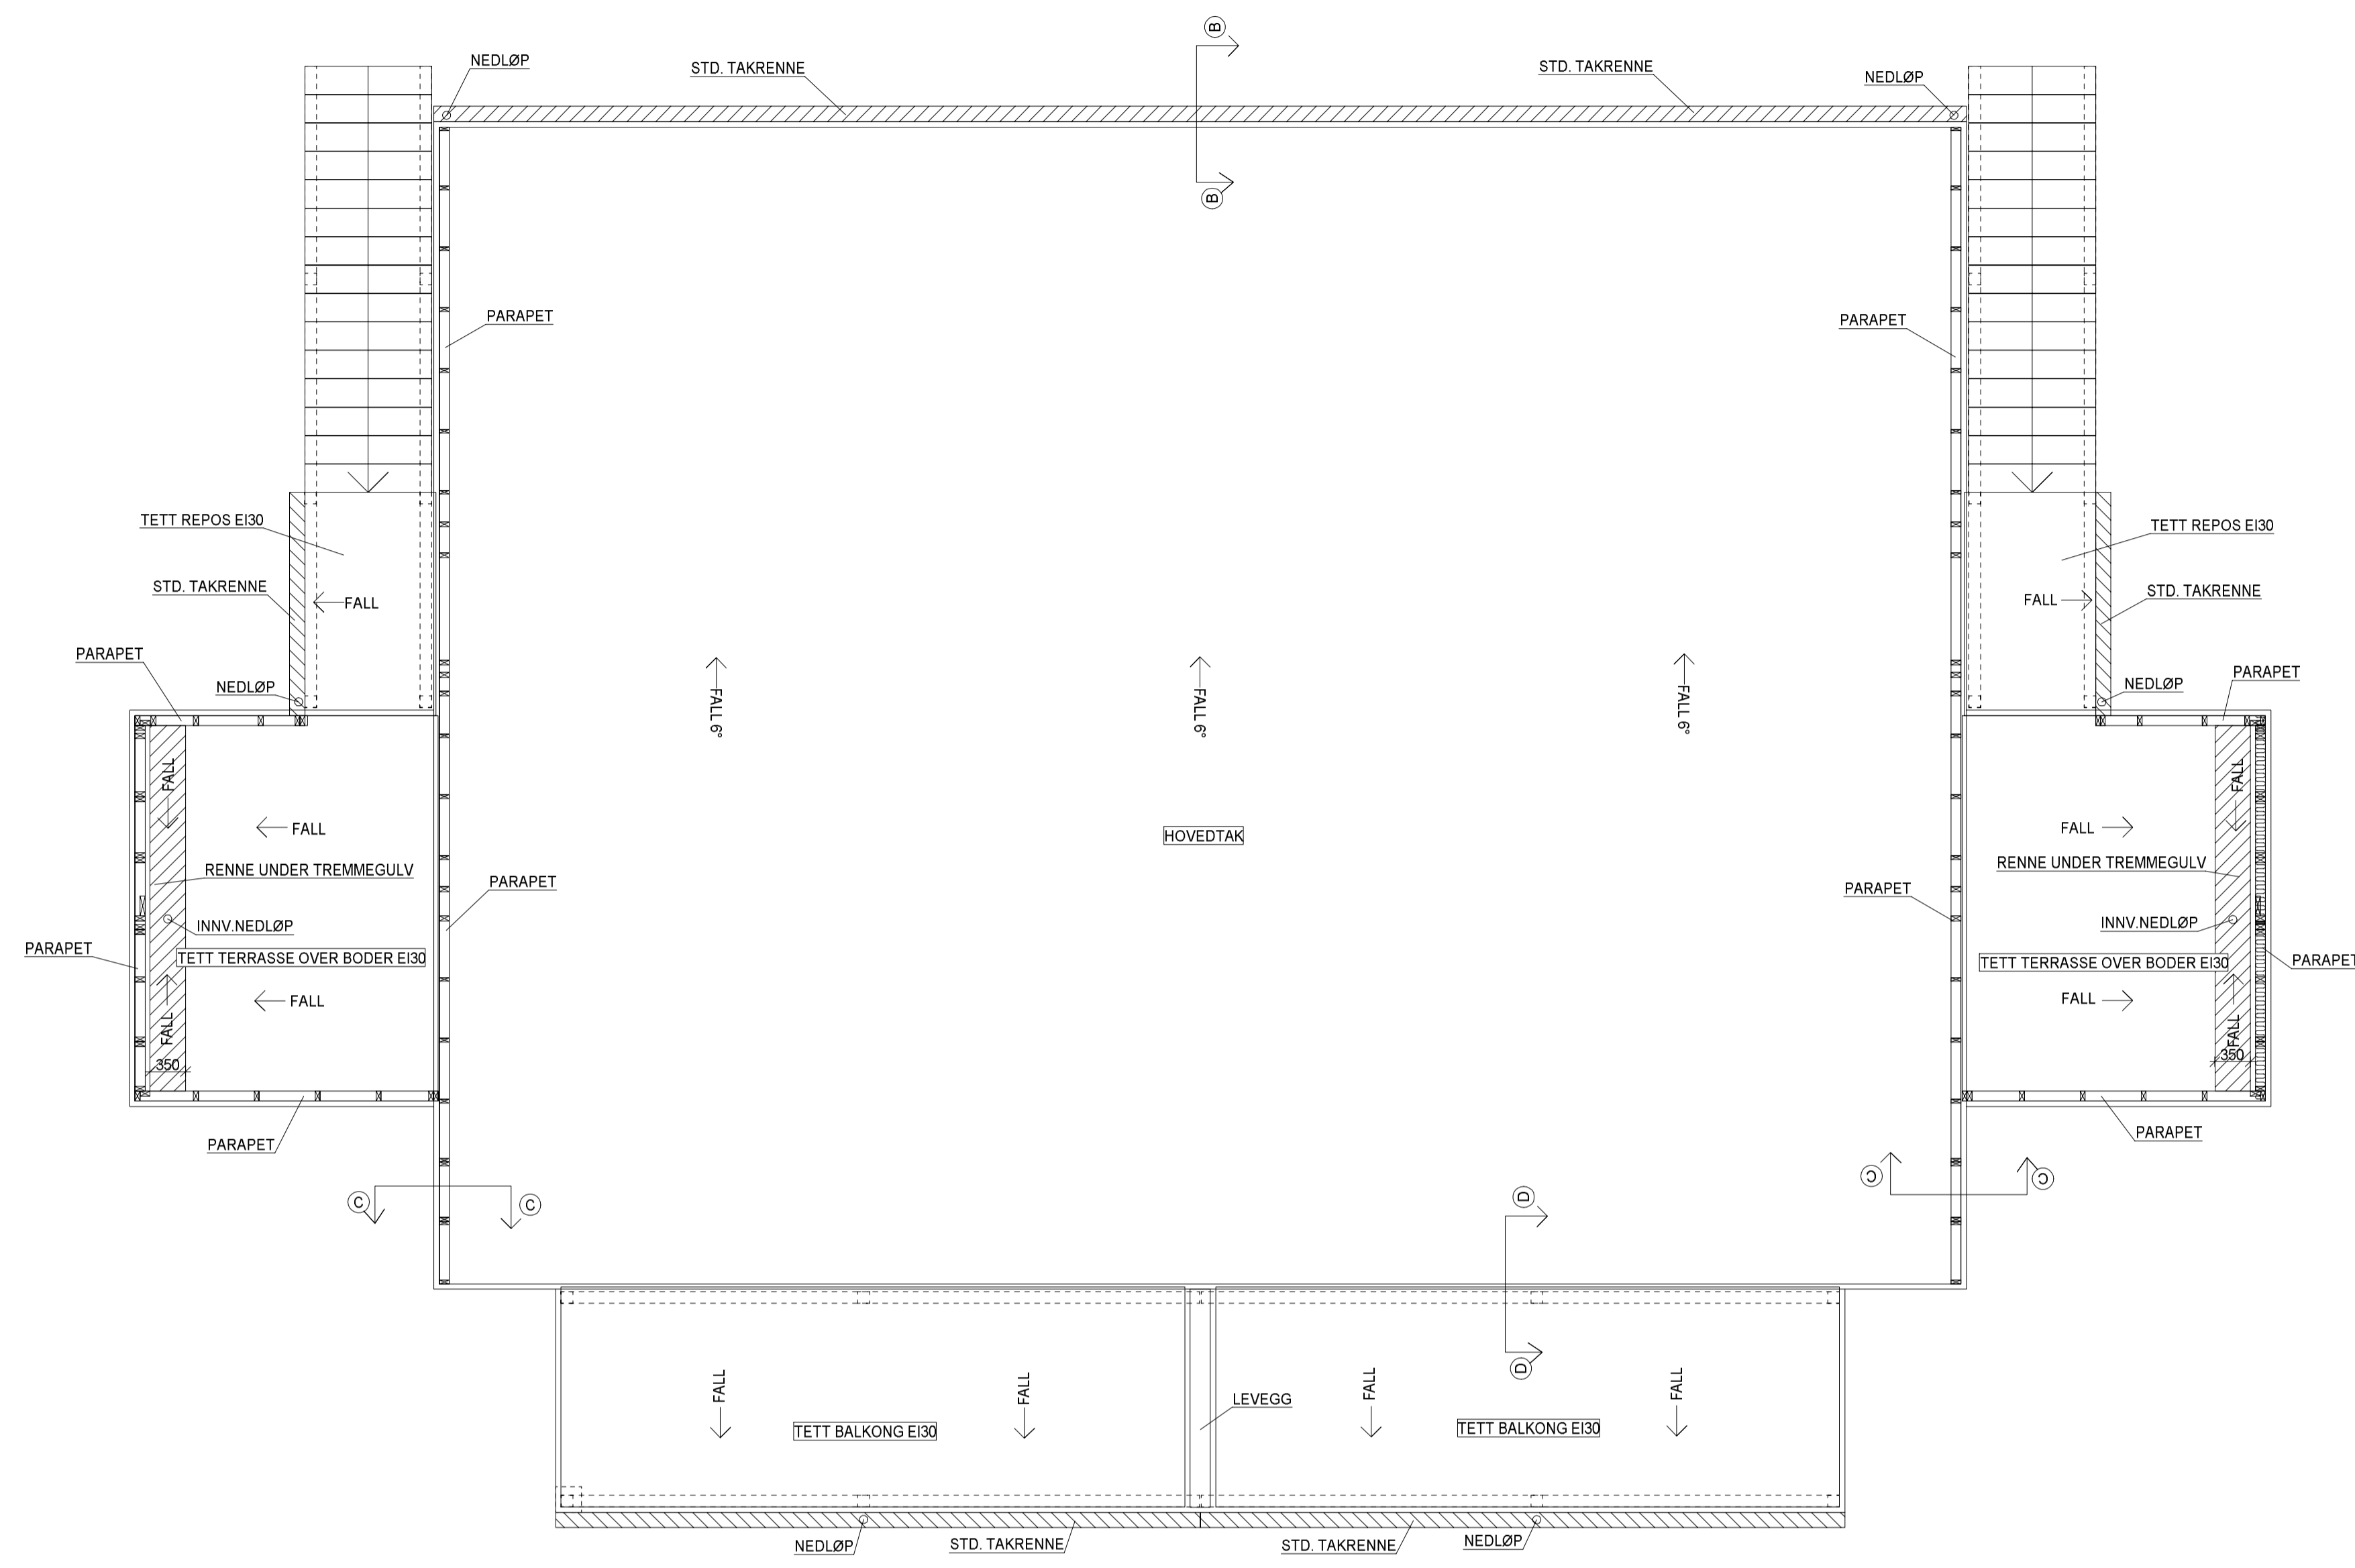 B
NEDLØP
STD. TAKRENNE
STD. TAKRENNE
NEDLØP
B
PARAPET
PARAPET
TETT REPOS EI30
TETT REPOS EI30
STD. TAKRENNE
FALL
FALL
STD. TAKRENNE
PARAPET
PARAPET
NEDLØP
NEDLØP
FALL 6°
FALL 6°
FALL 6°
FALL
FALL
FALL
FALL
HOVEDTAK
RENNE UNDER TREMMEGULV
RENNE UNDER TREMMEGULV
PARAPET
PARAPET
INNV.NEDLØP
INNV.NEDLØP
PARAPET
TETT TERRASSE OVER BODER EI30
TETT TERRASSE OVER BODER EI30
PARAPET
FALL
FALL
FALL
FALL
350
350
PARAPET
PARAPET
C
C
C
C
D
D
FALL
FALL
FALL
FALL
LEVEGG
TETT BALKONG EI30
TETT BALKONG EI30
NEDLØP
STD. TAKRENNE
STD. TAKRENNE
NEDLØP